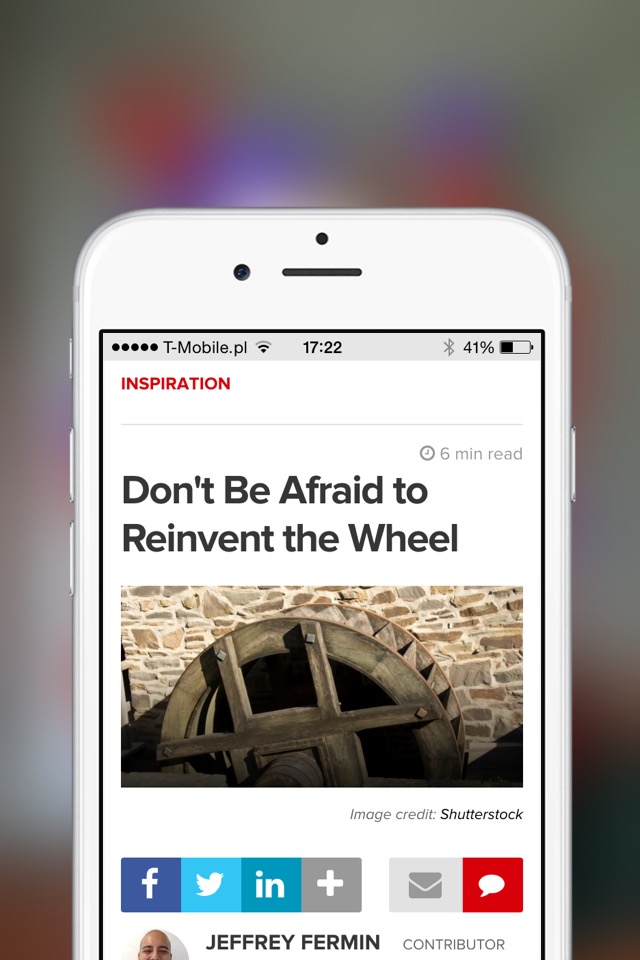 T-Mobile.pl 17:22 41%
INSPIRATION
6 min read
Don't Be Afraid to
Reinvent the Wheel
Image credit: Shutterstock
f in +
JEFFREY FERMIN CONTRIBUTOR